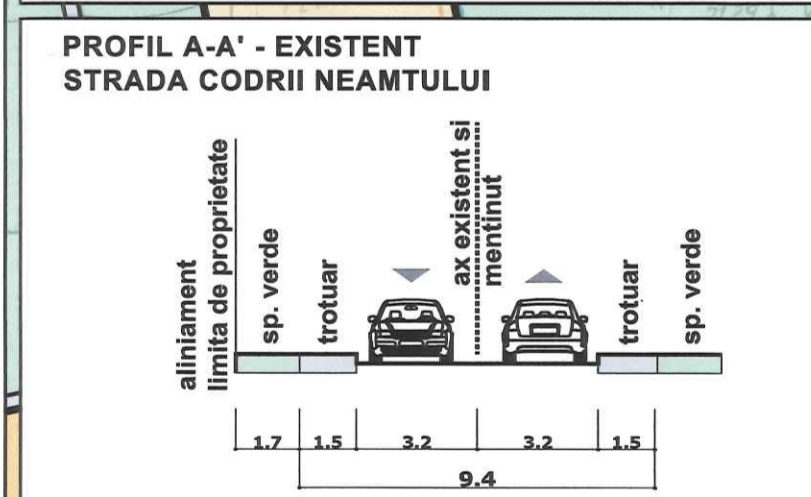 PROFIL A-A' - EXISTENT
STRADA CODRII NEAMTULUI
aliniament
limita de proprietate
sp. verde
trotuar
ax existent si
mentinut
trotuar
sp. verde
1.7 1.5 3.2 3.2 1.5
9.4